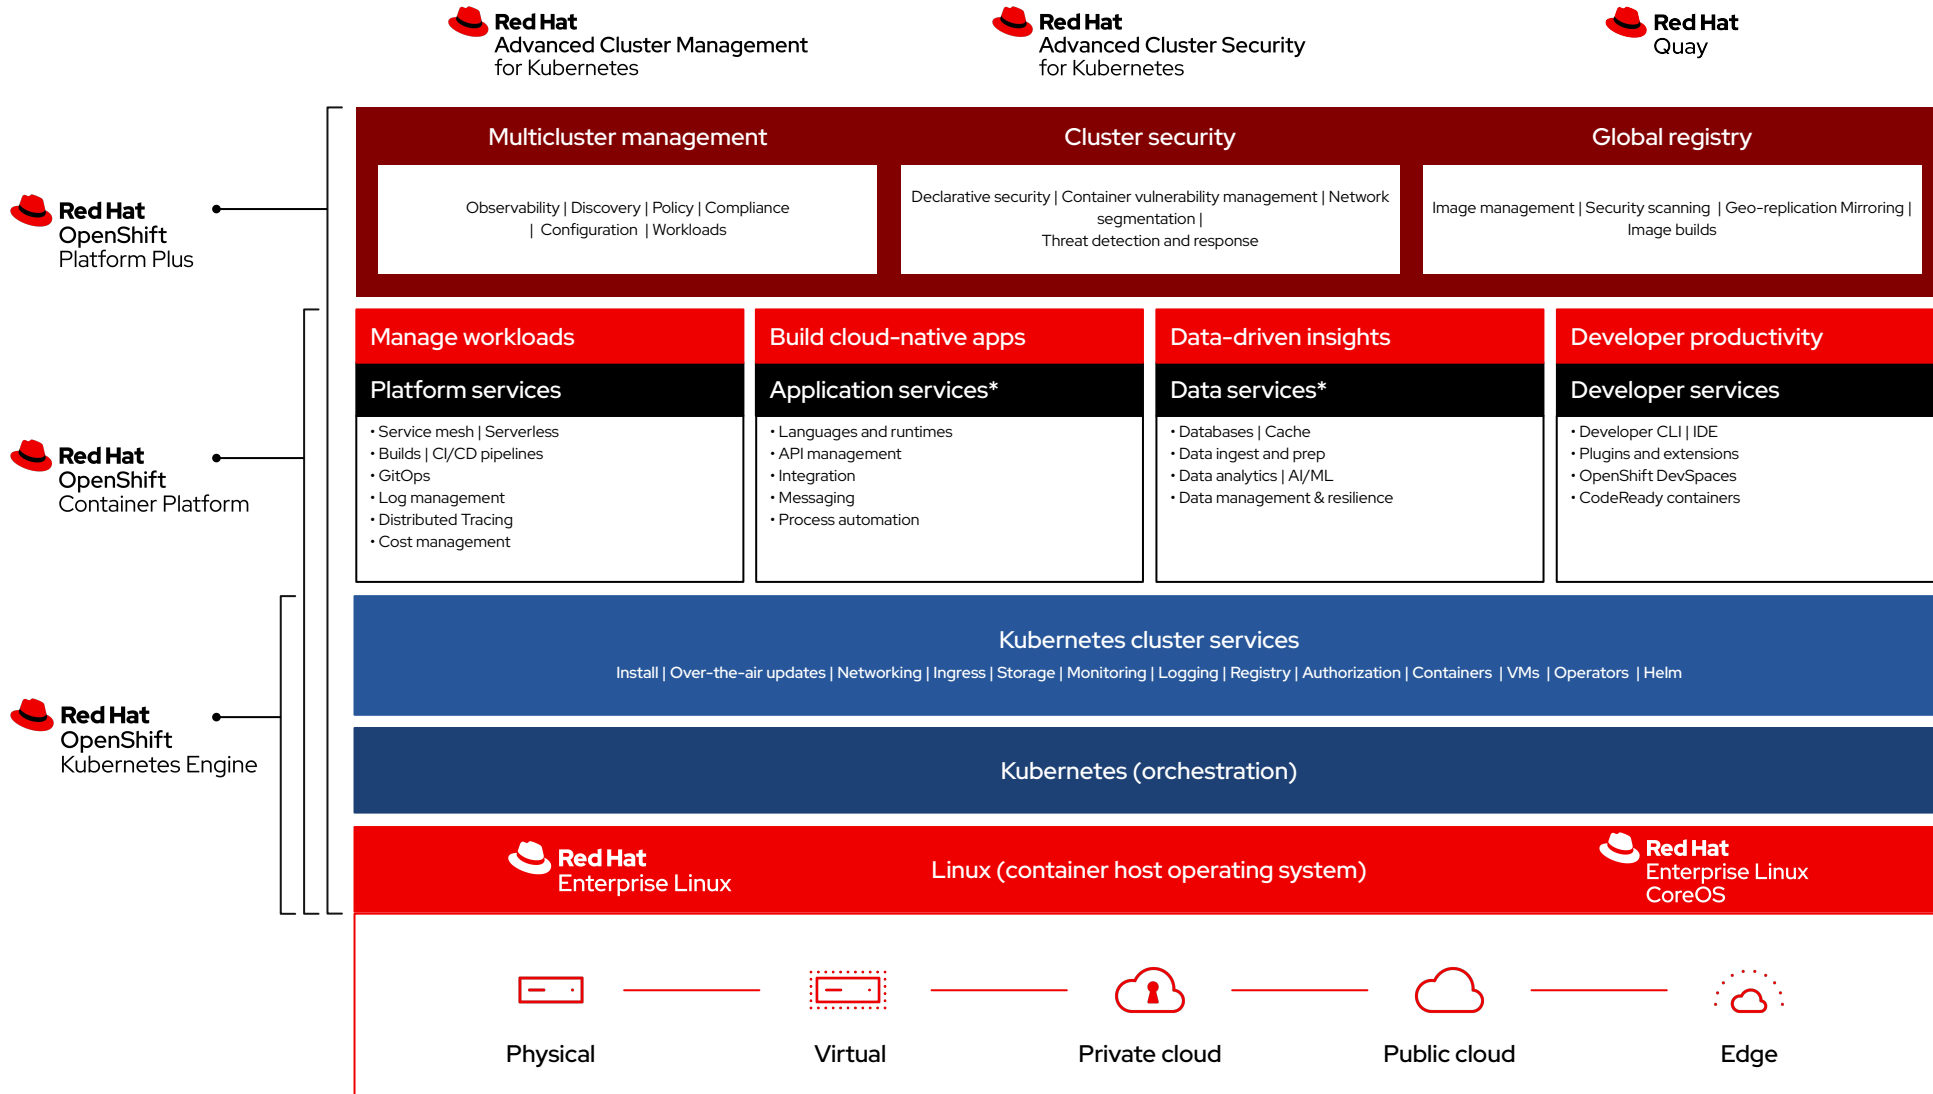 Red Hat
Advanced Cluster Management
for Kubernetes
Red Hat
Advanced Cluster Security
for Kubernetes
Red Hat
Quay
Red Hat
OpenShift
Platform Plus
Multicluster management
Observability | Discovery | Policy | Compliance
| Configuration | Workloads
Cluster security
Declarative security | Container vulnerability management | Network
segmentation |
Threat detection and response
Global registry
Image management | Security scanning | Geo-replication Mirroring |
Image builds
Red Hat
OpenShift
Container Platform
Manage workloads
Platform services
• Service mesh | Serverless
• Builds | CI/CD pipelines
• GitOps
• Log management
• Distributed Tracing
• Cost management
Build cloud-native apps
Application services*
• Languages and runtimes
• API management
• Integration
• Messaging
• Process automation
Data-driven insights
Data services*
• Databases | Cache
• Data ingest and prep
• Data analytics | AI/ML
• Data management & resilience
Developer productivity
Developer services
• Developer CLI | IDE
• Plugins and extensions
• OpenShift DevSpaces
• CodeReady containers
Red Hat
OpenShift
Kubernetes Engine
Kubernetes cluster services
Install | Over-the-air updates | Networking | Ingress | Storage | Monitoring | Logging | Registry | Authorization | Containers | VMs | Operators | Helm
Kubernetes (orchestration)
Red Hat
Enterprise Linux
Linux (container host operating system)
Red Hat
Enterprise Linux
CoreOS
Physical
Virtual
Private cloud
Public cloud
Edge